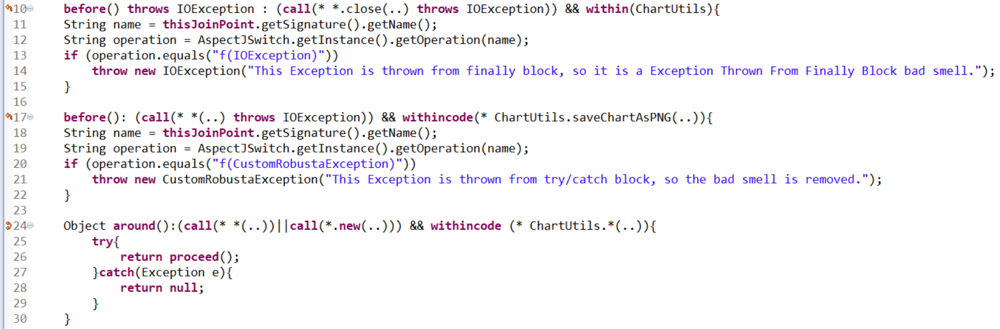 10 before() throws IOException : (call(* *.close(..) throws IOException)) && within(ChartUtils){
11 String name = thisJoinPoint.getSignature().getName();
12 String operation = AspectJSwitch.getInstance().getOperation(name);
13 if (operation.equals("f(IOException)"))
14 throw new IOException("This Exception is thrown from finally block, so it is a Exception Thrown From Finally Block bad smell.");
15 }
16
17 before(): (call(* *(..) throws IOException)) && withincode(* ChartUtils.saveChartAsPNG(..)){
18 String name = thisJoinPoint.getSignature().getName();
19 String operation = AspectJSwitch.getInstance().getOperation(name);
20 if (operation.equals("f(CustomRobustaException)"))
21 throw new CustomRobustaException("This Exception is thrown from try/catch block, so the bad smell is removed.");
22 }
23
24 Object around():(call(* *(..))||call(*.new(..))) && withincode (* ChartUtils.*(..)){
25 try{
26 return proceed();
27 }catch(Exception e){
28 return null;
29 }
30 }